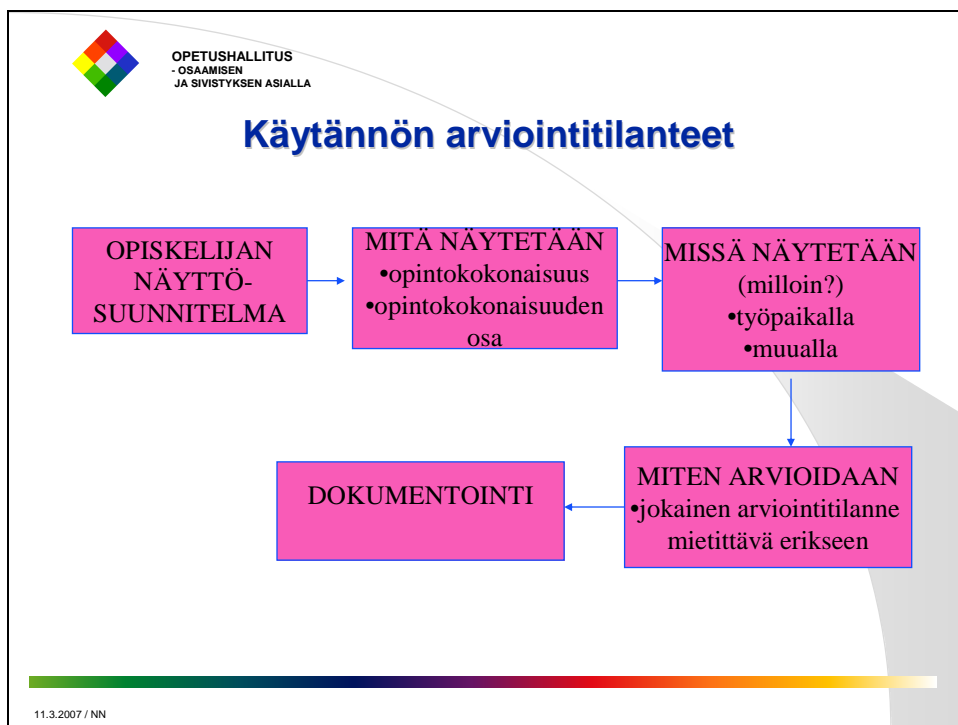 OPETUSHALLITUS
- OSAAMISEN
JA SIVISTYKSEN ASIALLA
Käytännön arviointitilanteet
OPISKELIJAN
NÄYTTÖ-
SUUNNITELMA
MITÄ NÄYTETÄÄN
•opintokokonaisuus
•opintokokonaisuuden
osa
MISSÄ NÄYTETÄÄN
(milloin?)
•työpaikalla
•muualla
MITEN ARVIOIDAAN
•jokainen arviointitilanne
mietittävä erikseen
DOKUMENTOINTI
11.3.2007 / NN